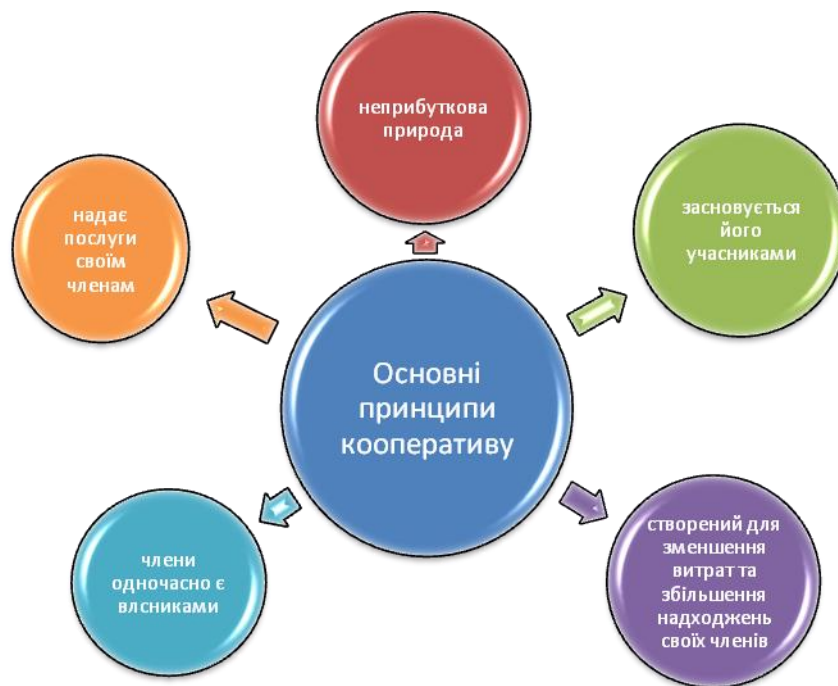 неприбуткова
природа
засновується
його
учасниками
надає
послуги
своїм
членам
Основні
принципи
кооперативу
створений для
зменшення
витрат та
збільшення
надходжень
своїх членів
члени
одночасно є
влсниками